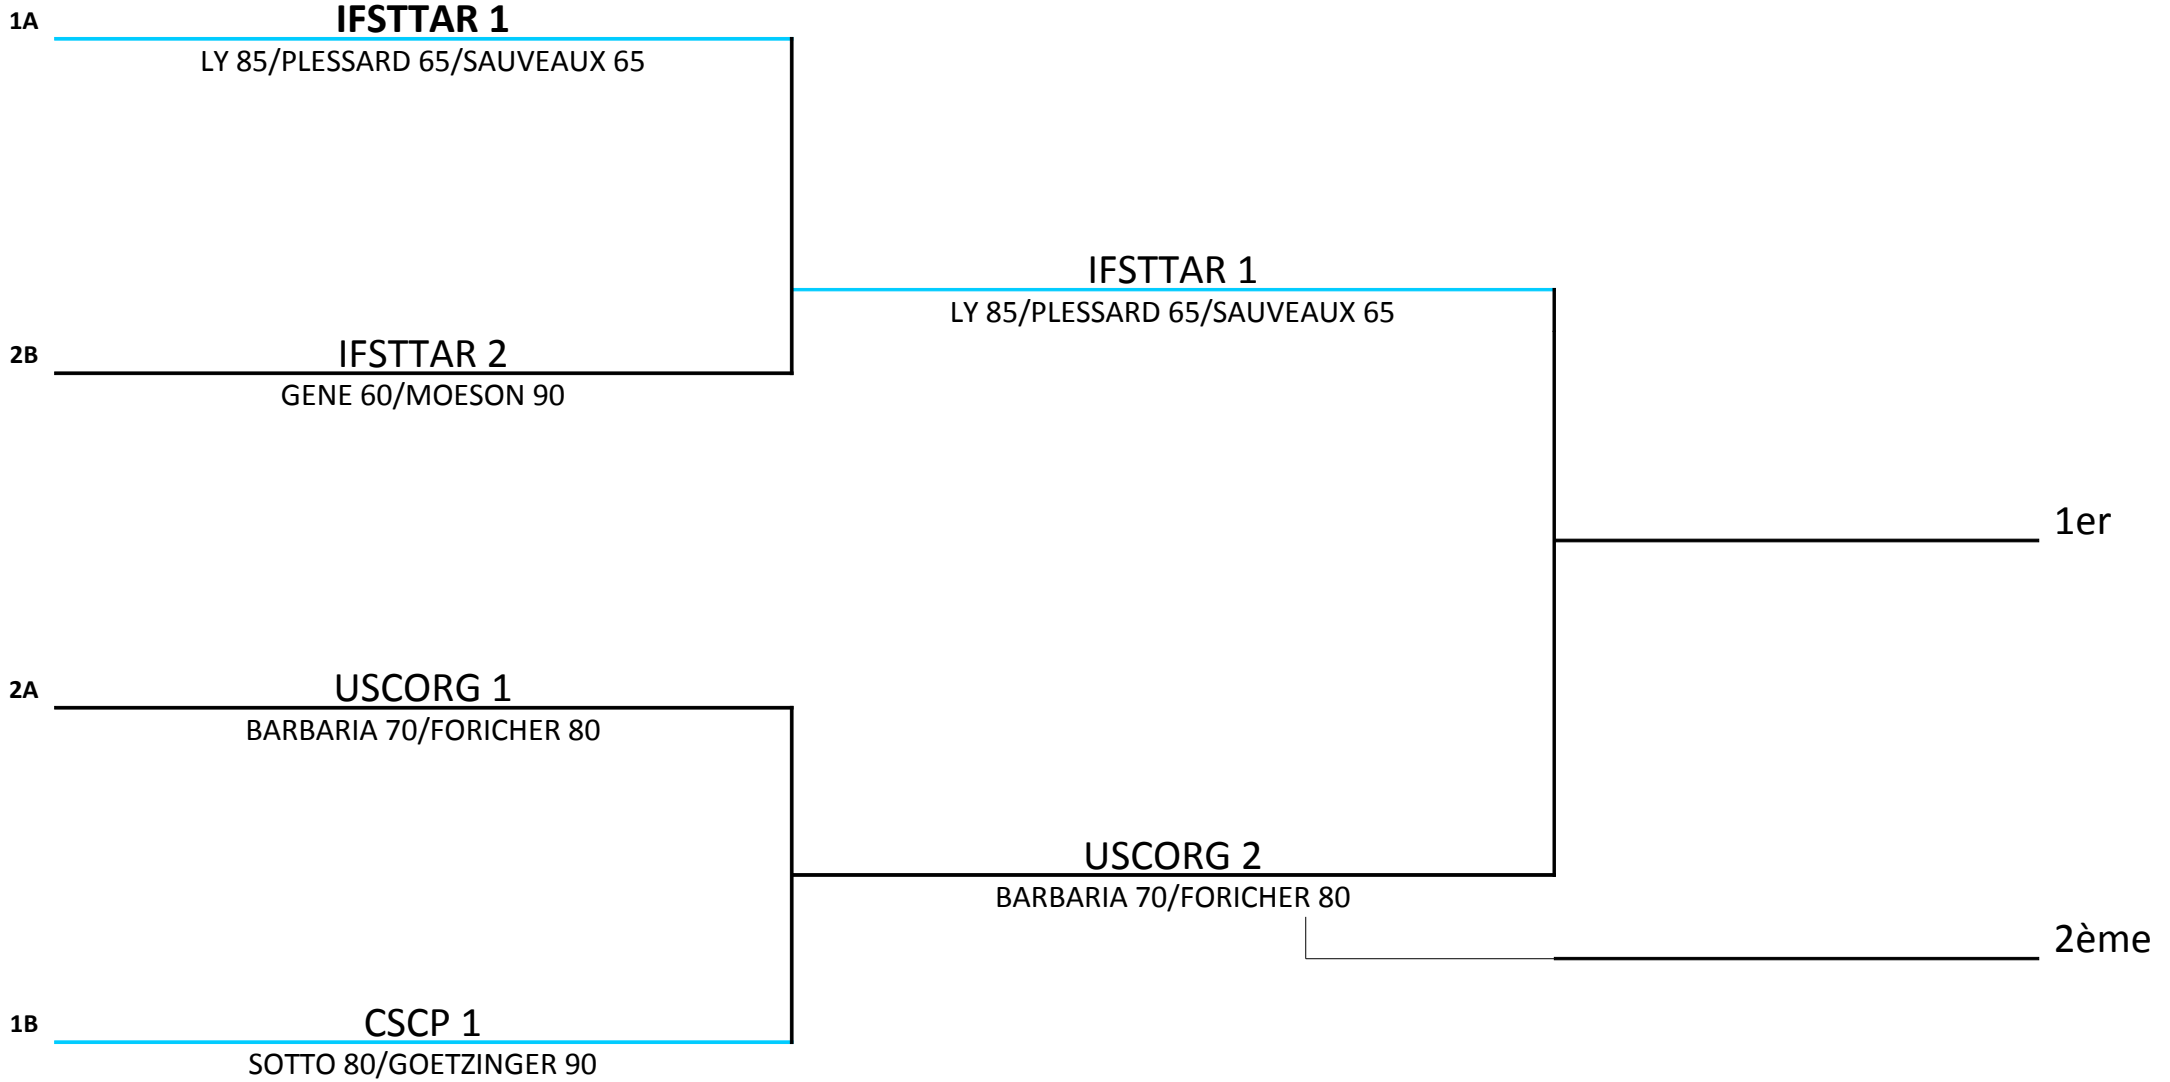 1A
IFSTTAR 1
LY 85/PLESSARD 65/SAUVEAUX 65
IFSTTAR 1
LY 85/PLESSARD 65/SAUVEAUX 65
2B
IFSTTAR 2
GENE 60/MOESON 90
1er
2A
USCORG 1
BARBARIA 70/FORICHER 80
USCORG 2
BARBARIA 70/FORICHER 80
2ème
1B
CSCP 1
SOTTO 80/GOETZINGER 90